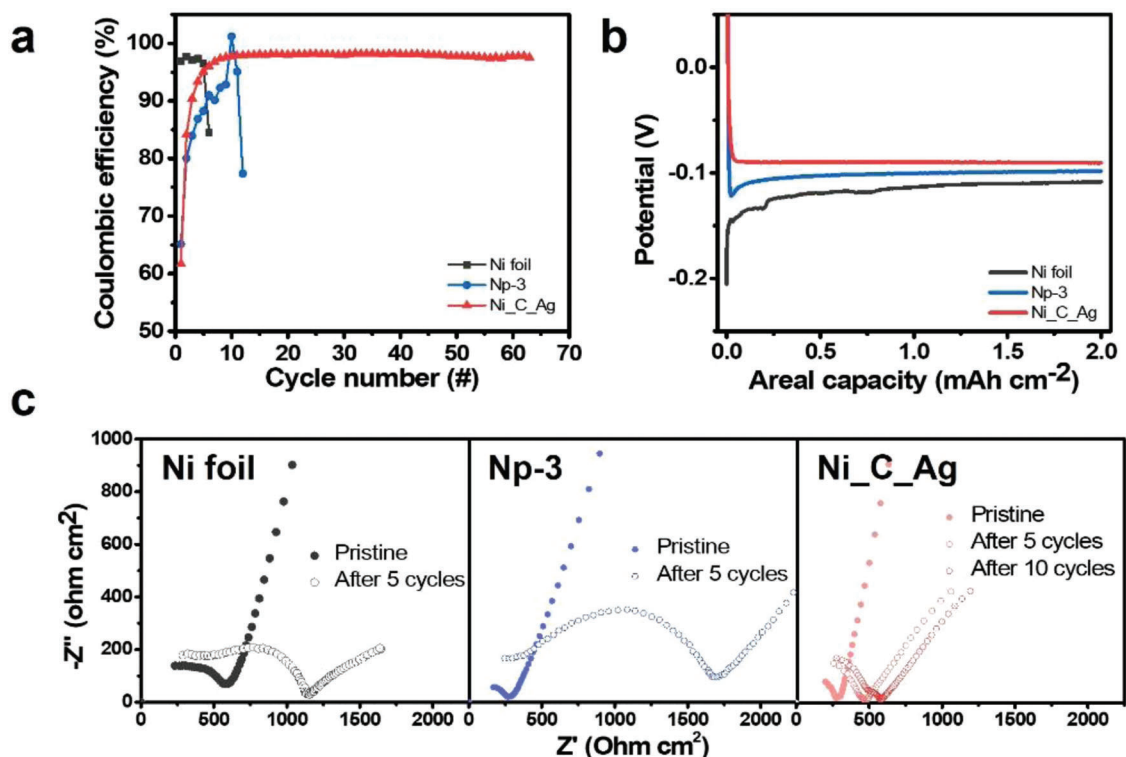 a
Coulombic efficiency (%)
100
90
80
70
60
50
0 10 20 30 40 50 60 70
Cycle number (#)
Ni foil
Np-3
Ni_C_Ag
b
Potential (V)
0.0
-0.1
-0.2
0.0 0.5 1.0 1.5 2.0
Areal capacity (mAh cm-2)
Ni foil
Np-3
Ni_C_Ag
c
-Z'' (ohm cm2)
1000
800
600
400
200
0
Ni foil
Pristine
After 5 cycles
0 500 1000 1500 2000
Np-3
Pristine
After 5 cycles
0 500 1000 1500 2000
Ni_C_Ag
Pristine
After 5 cycles
After 10 cycles
0 500 1000 1500 2000
Z' (Ohm cm2)